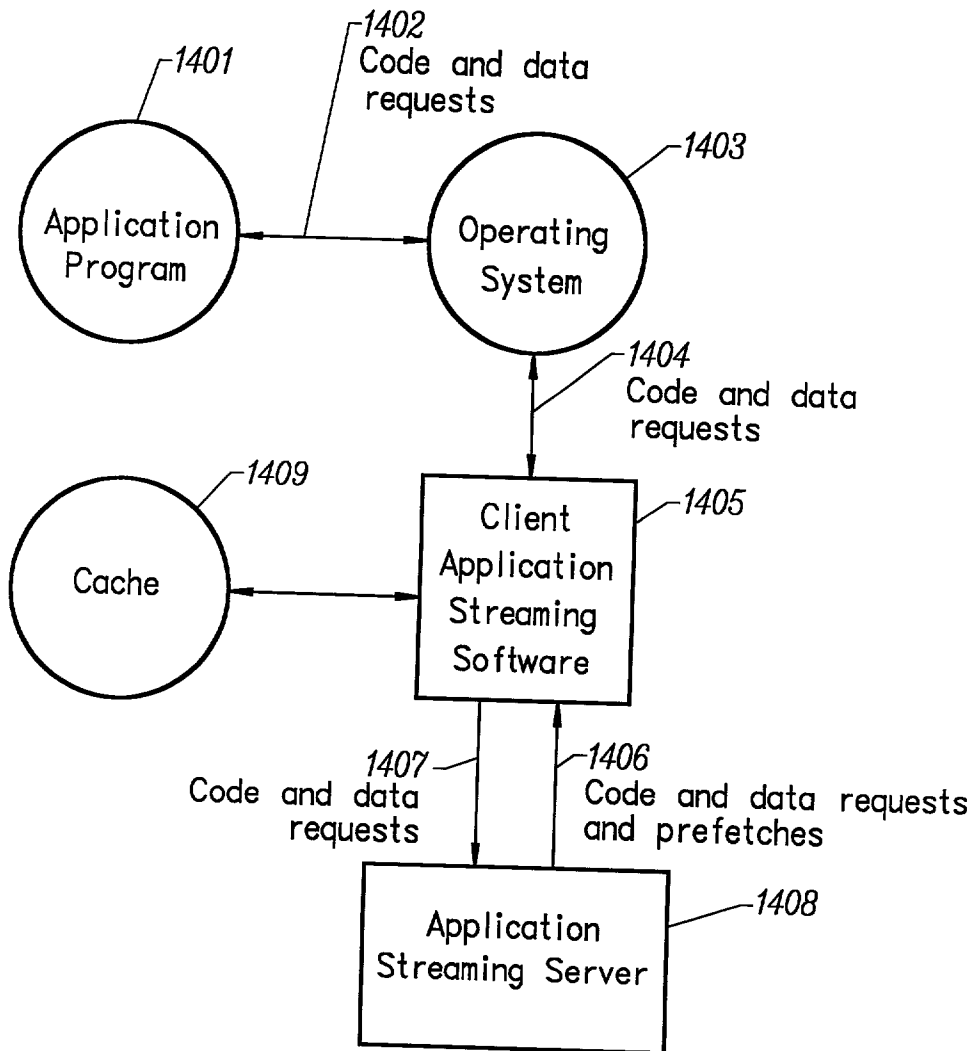 1402
Code and data
requests
1401
Application
Program
1403
Operating
System
1404
Code and data
requests
1409
Cache
1405
Client
Application
Streaming
Software
1407
Code and data
requests
1406
Code and data requests
and prefetches
1408
Application
Streaming Server